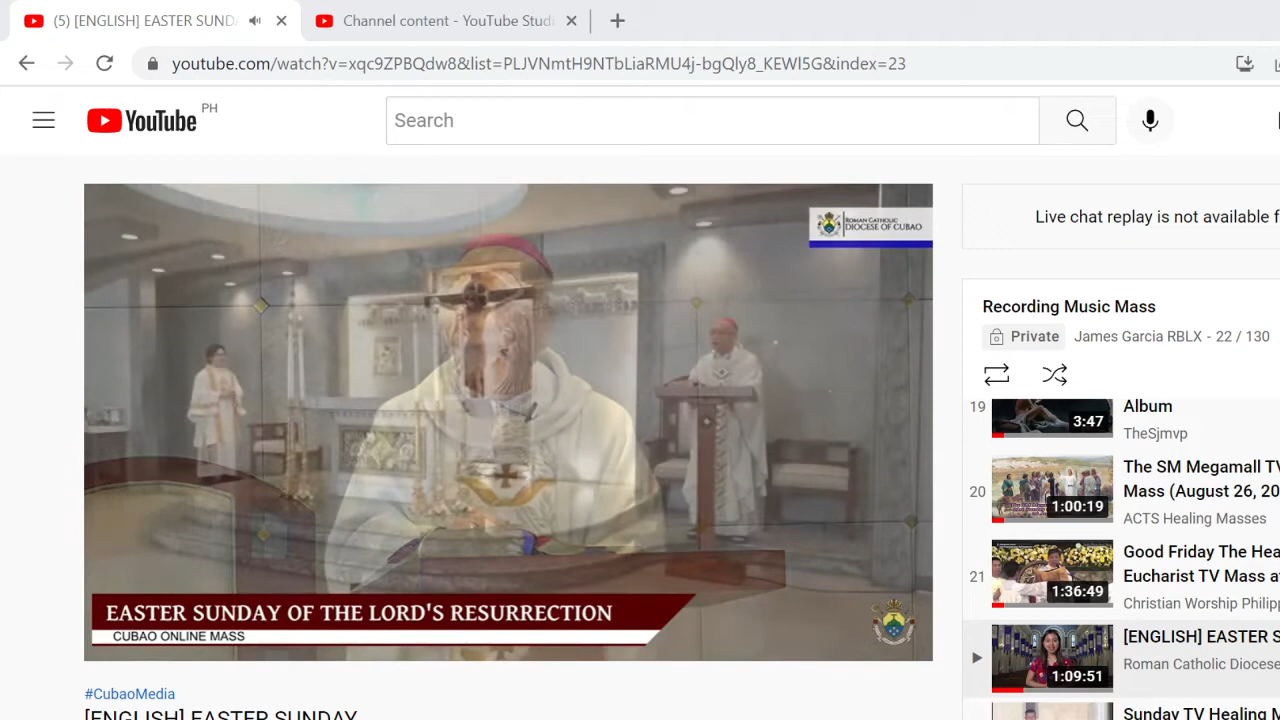 (5) [ENGLISH] EASTER SUND
Channel content - YouTube Studi
youtube.com/watch?v=xqc9ZPBQdw8&list=PLJVNmtH9NTbLiaRMU4j-bgQly8_KEWl5G&index=23
YouTube PH
Search
ROMAN CATHOLIC
DIOCESE OF CUBAO
EASTER SUNDAY OF THE LORD'S RESURRECTION
CUBAO ONLINE MASS
#CubaoMedia
[ENGLISH] EASTER SUNDAY
Live chat replay is not available f
Recording Music Mass
Private James Garcia RBLX - 22 / 130
19
3:47
Album
TheSjmvp
20
1:00:19
The SM Megamall TV
Mass (August 26, 20
ACTS Healing Masses
21
1:36:49
Good Friday The Hea
Eucharist TV Mass a
Christian Worship Philipp
1:09:51
[ENGLISH] EASTER S
Roman Catholic Diocese
Sunday TV Healing M